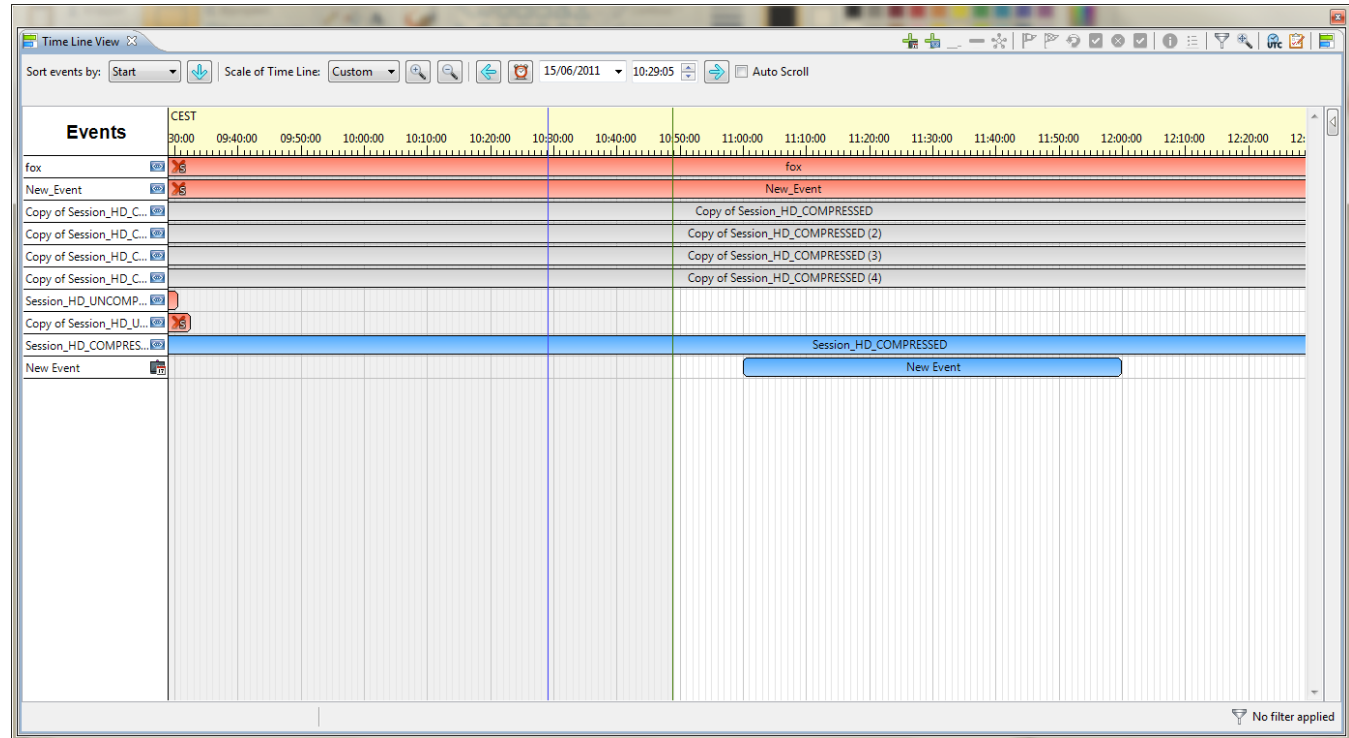 Time Line View
UTC
Sort events by: Start Scale of Time Line: Custom 15/06/2011 10:29:05 Auto Scroll
Events
CEST
30:00 09:40:00 09:50:00 10:00:00 10:10:00 10:20:00 10:30:00 10:40:00 10:50:00 11:00:00 11:10:00 11:20:00 11:30:00 11:40:00 11:50:00 12:00:00 12:10:00 12:20:00 12:
fox S fox
New_Event S New_Event
Copy of Session_HD_C... Copy of Session_HD_COMPRESSED
Copy of Session_HD_C... Copy of Session_HD_COMPRESSED (2)
Copy of Session_HD_C... Copy of Session_HD_COMPRESSED (3)
Copy of Session_HD_C... Copy of Session_HD_COMPRESSED (4)
Session_HD_UNCOMP...
Copy of Session_HD_U... S
Session_HD_COMPRES... Session_HD_COMPRESSED
New Event 17 New Event
No filter applied